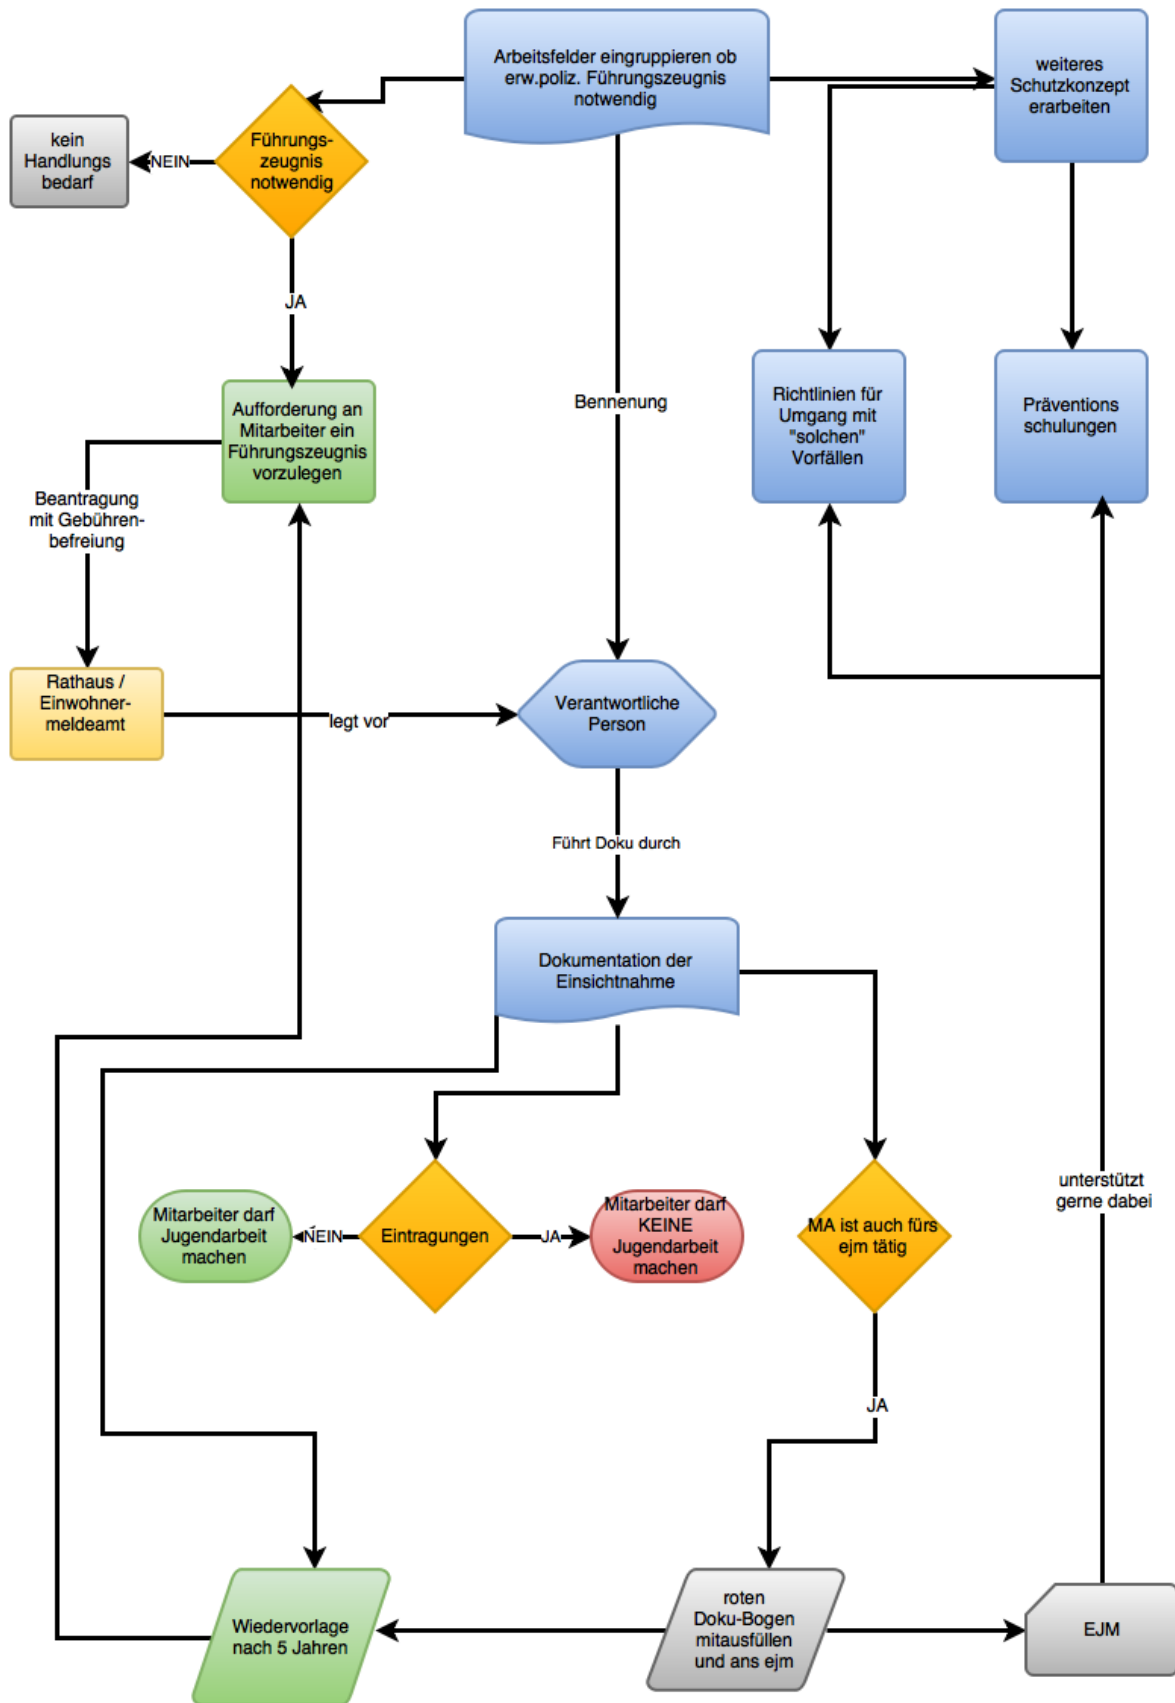 Arbeitsfelder eingruppieren ob
erw.poliz. Führungszeugnis
notwendig
weiteres
Schutzkonzept
erarbeiten
kein
Handlungs
bedarf
NEIN
Führungs-
zeugnis
notwendig
JA
Aufforderung an
Mitarbeiter ein
Führungszeugnis
vorzulegen
Bennenung
Richtlinien für
Umgang mit
"solchen"
Vorfällen
Präventions
schulungen
Beantragung
mit Gebühren-
befreiung
Rathaus /
Einwohner-
meldeamt
legt vor
Verantwortliche
Person
Führt Doku durch
Dokumentation der
Einsichtnahme
Mitarbeiter darf
Jugendarbeit
machen
NEIN
Eintragungen
JA
Mitarbeiter darf
KEINE
Jugendarbeit
machen
MA ist auch fürs
ejm tätig
unterstützt
gerne dabei
JA
Wiedervorlage
nach 5 Jahren
roten
Doku-Bogen
mitausfüllen
und ans ejm
EJM